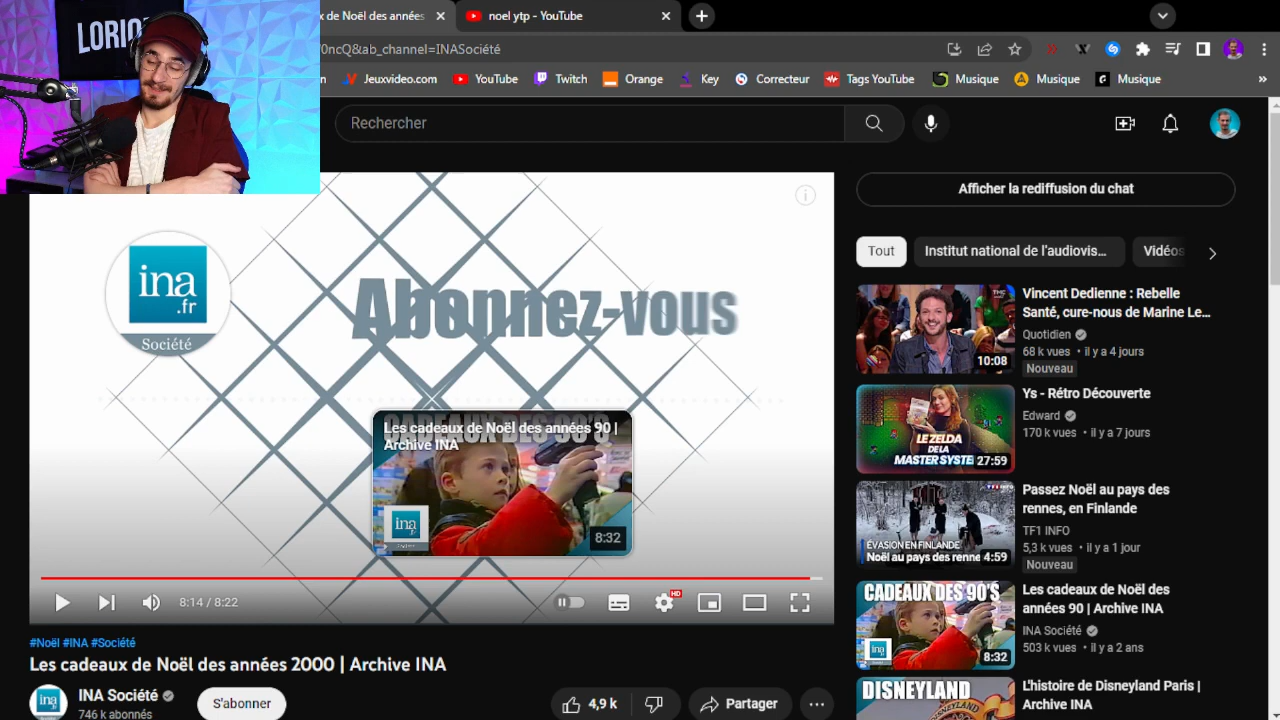 LORIO
x de Noël des années
noel ytp - YouTube
0ncQ&ab_channel=INASociété
n
Jeuxvideo.com
YouTube
Twitch
Orange
Key
Correcteur
Tags YouTube
Musique
Musique
Musique
Rechercher
ina
.fr
Société
Abonnez-vous
CADEAUX DES 90'S
Les cadeaux de Noël des années 90 |
Archive INA
ina
8:32
8:14 / 8:22
HD
#Noël #INA #Société
Les cadeaux de Noël des années 2000 | Archive INA
ina
INA Société
746 k abonnés
S'abonner
4,9 k
Partager
Afficher la rediffusion du chat
Tout
Institut national de l'audiovis...
Vidéos
TMC
10:08
Vincent Dedienne : Rebelle
Santé, cure-nous de Marine Le...
Quotidien
68 k vues • il y a 4 jours
Nouveau
LE ZELDA
DE LA
MASTER SYSTE
27:59
Ys - Rétro Découverte
Edward
170 k vues • il y a 7 jours
ÉVASION EN FINLANDE
Noël au pays des renne
4:59
Passez Noël au pays des
rennes, en Finlande
TF1 INFO
5,3 k vues • il y a 1 jour
Nouveau
CADEAUX DES 90'S
ina
8:32
Les cadeaux de Noël des
années 90 | Archive INA
INA Société
503 k vues • il y a 2 ans
DISNEYLAND
L'histoire de Disneyland Paris |
Archive INA